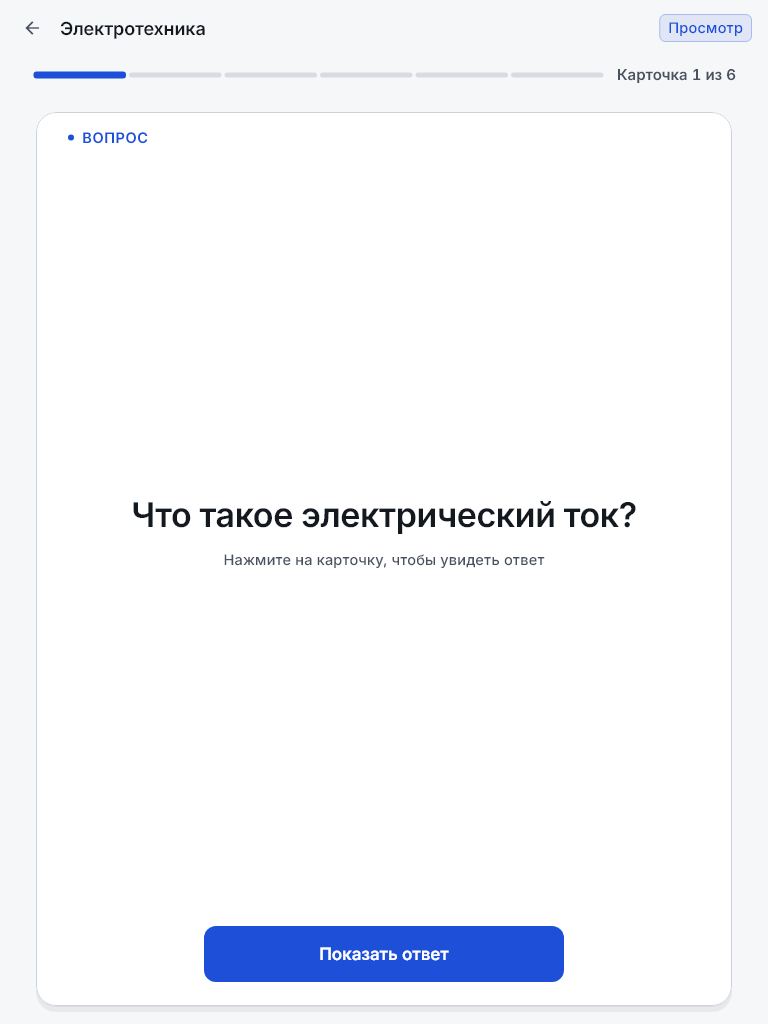 Электротехника
Просмотр
Карточка 1 из 6
ВОПРОС
Что такое электрический ток?
Нажмите на карточку, чтобы увидеть ответ
Показать ответ